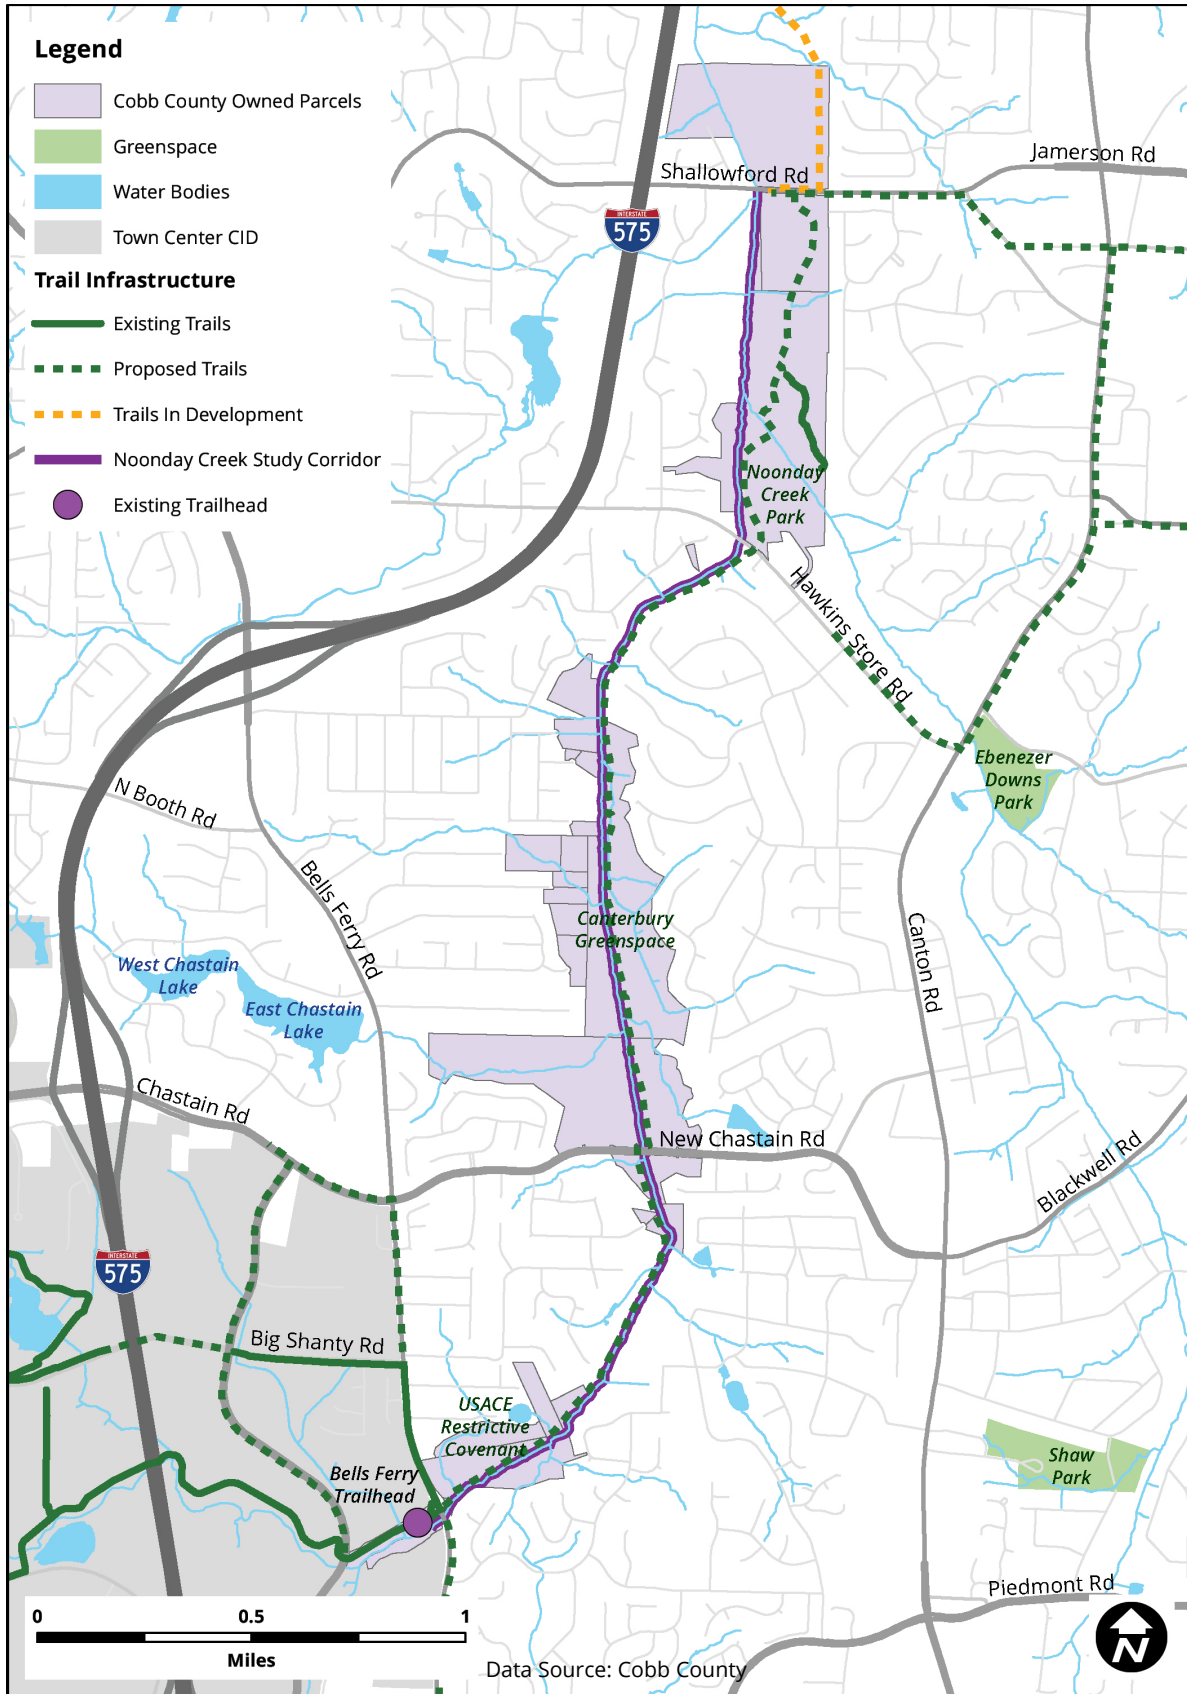 Legend
Cobb County Owned Parcels
Greenspace
Water Bodies
Town Center CID
Trail Infrastructure
Existing Trails
Proposed Trails
Trails In Development
Noonday Creek Study Corridor
Existing Trailhead
Shallowford Rd
Jamerson Rd
INTERSTATE
575
Noonday
Creek
Park
Hawkins Store Rd
Ebenezer
Downs
Park
N Booth Rd
Bells Ferry Rd
Canterbury
Greenspace
Canton Rd
West Chastain
Lake
East Chastain
Lake
Chastain Rd
New Chastain Rd
Blackwell Rd
INTERSTATE
575
Big Shanty Rd
USACE
Restrictive
Covenant
Bells Ferry
Trailhead
Shaw
Park
Piedmont Rd
0 0.5 1
Miles
Data Source: Cobb County
N